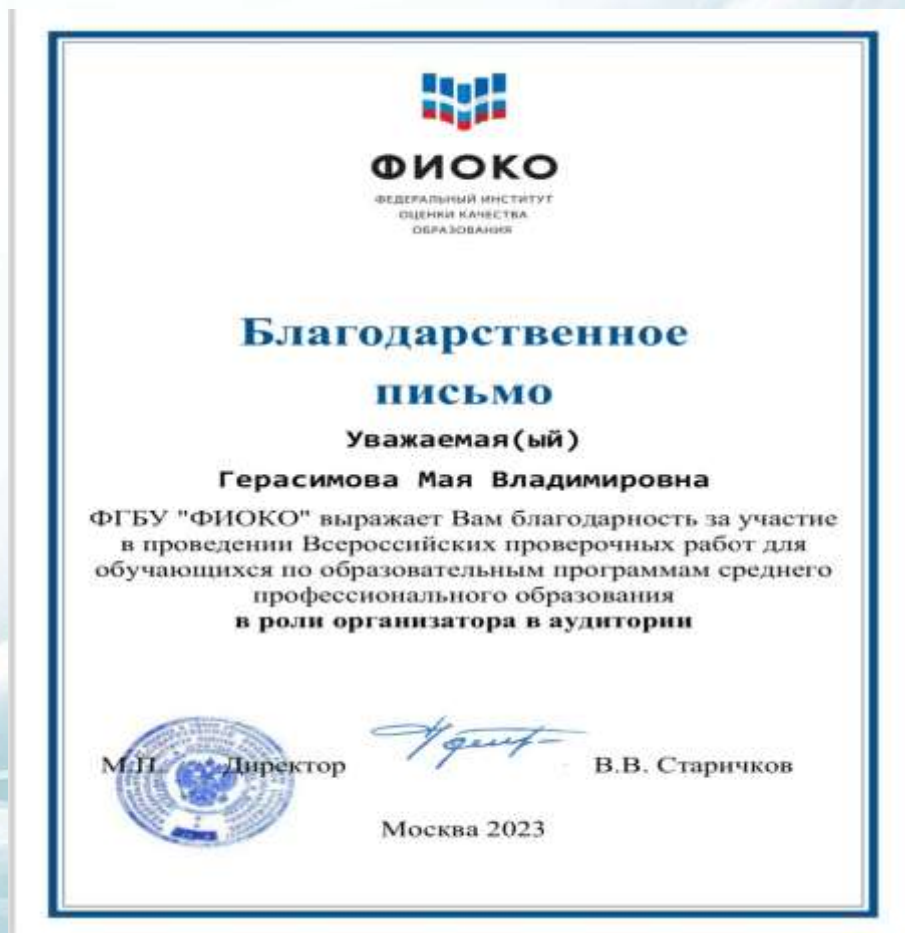 ФИОКО
ФЕДЕРАЛЬНЫЙ ИНСТИТУТ
ОЦЕНКИ КАЧЕСТВА
ОБРАЗОВАНИЯ
Благодарственное
письмо
Уважаемая(ый)
Герасимова Мая Владимировна
ФГБУ "ФИОКО" выражает Вам благодарность за участие
в проведении Всероссийских проверочных работ для
обучающихся по образовательным программам среднего
профессионального образования
в роли организатора в аудитории
М.П. Директор В.В. Старичков
Москва 2023